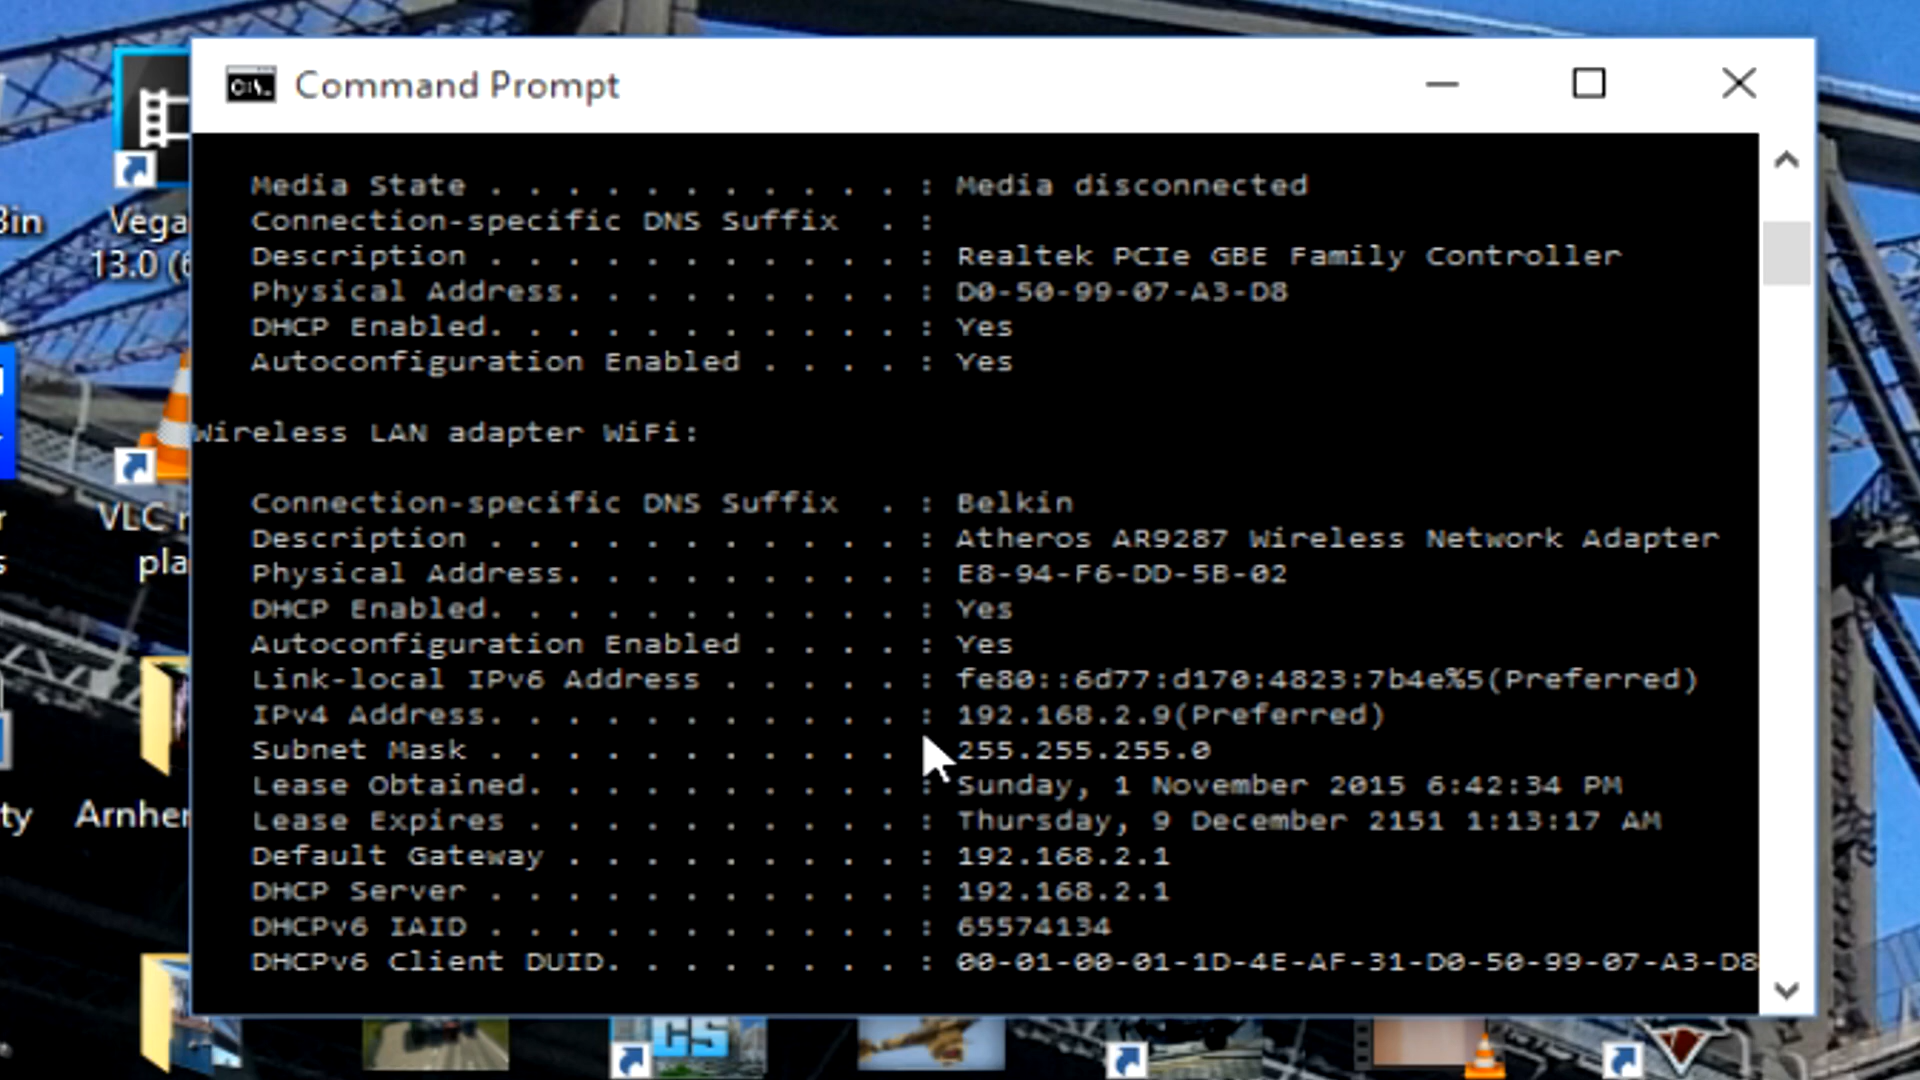 Command Prompt
Media State . . . . . . . . . . . : Media disconnected
Connection-specific DNS Suffix  . :
Description . . . . . . . . . . . : Realtek PCIe GBE Family Controller
Physical Address. . . . . . . . . : D0-50-99-07-A3-D8
DHCP Enabled. . . . . . . . . . . : Yes
Autoconfiguration Enabled . . . . : Yes
Wireless LAN adapter WiFi:
Connection-specific DNS Suffix  . : Belkin
Description . . . . . . . . . . . : Atheros AR9287 Wireless Network Adapter
Physical Address. . . . . . . . . : E8-94-F6-DD-5B-02
DHCP Enabled. . . . . . . . . . . : Yes
Autoconfiguration Enabled . . . . : Yes
Link-local IPv6 Address . . . . . : fe80::6d77:d170:4823:7b4e%5(Preferred)
IPv4 Address. . . . . . . . . . . : 192.168.2.9(Preferred)
Subnet Mask . . . . . . . . . . . 255.255.255.0
Lease Obtained. . . . . . . . . . : Sunday, 1 November 2015 6:42:34 PM
Lease Expires . . . . . . . . . . : Thursday, 9 December 2151 1:13:17 AM
Default Gateway . . . . . . . . . : 192.168.2.1
DHCP Server . . . . . . . . . . . : 192.168.2.1
DHCPv6 IAID . . . . . . . . . . . : 65574134
DHCPv6 Client DUID. . . . . . . . : 00-01-00-01-1D-4E-AF-31-D0-50-99-07-A3-D8
Bin
Vega
13.0 (6
VLC
pla
ty
Arnhe
CS